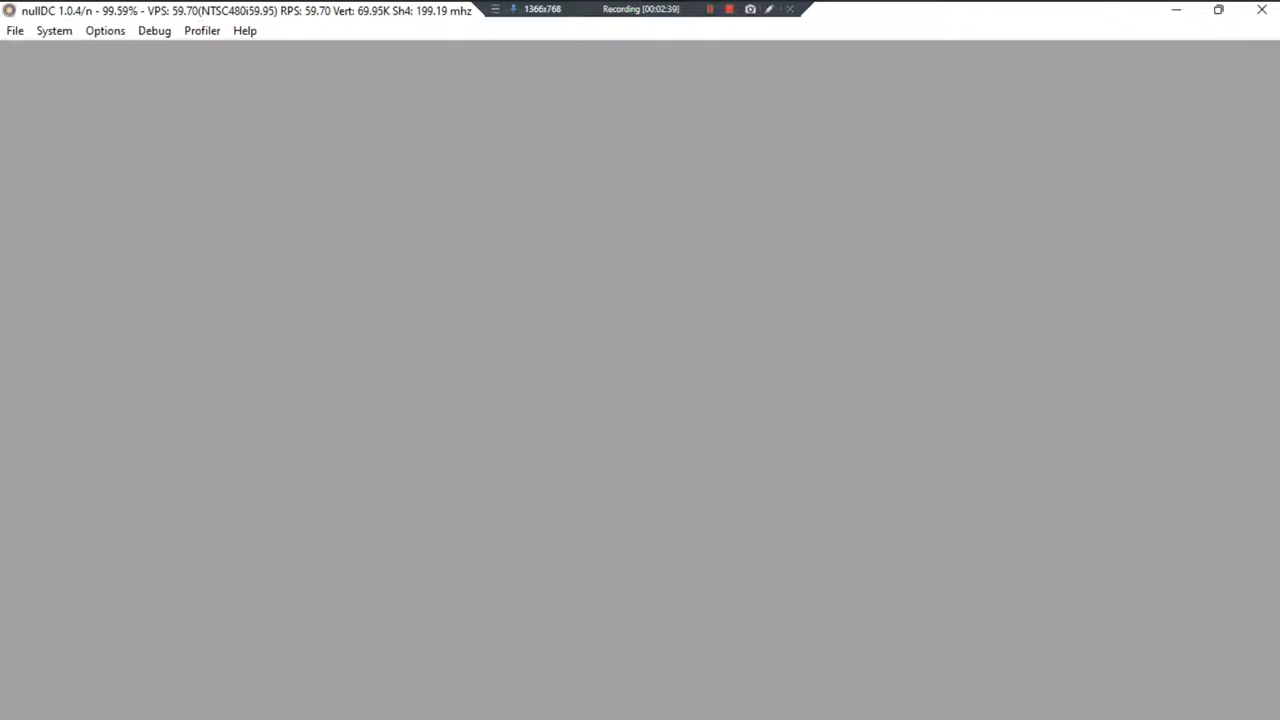 nullDC 1.0.4/n - 99.59% - VPS: 59.70(NTSC480i59.95) RPS: 59.70 Vert: 69.95K Sh4: 199.19 mhz
1366x768
Recording [00:02:39]
File System Options Debug Profiler Help